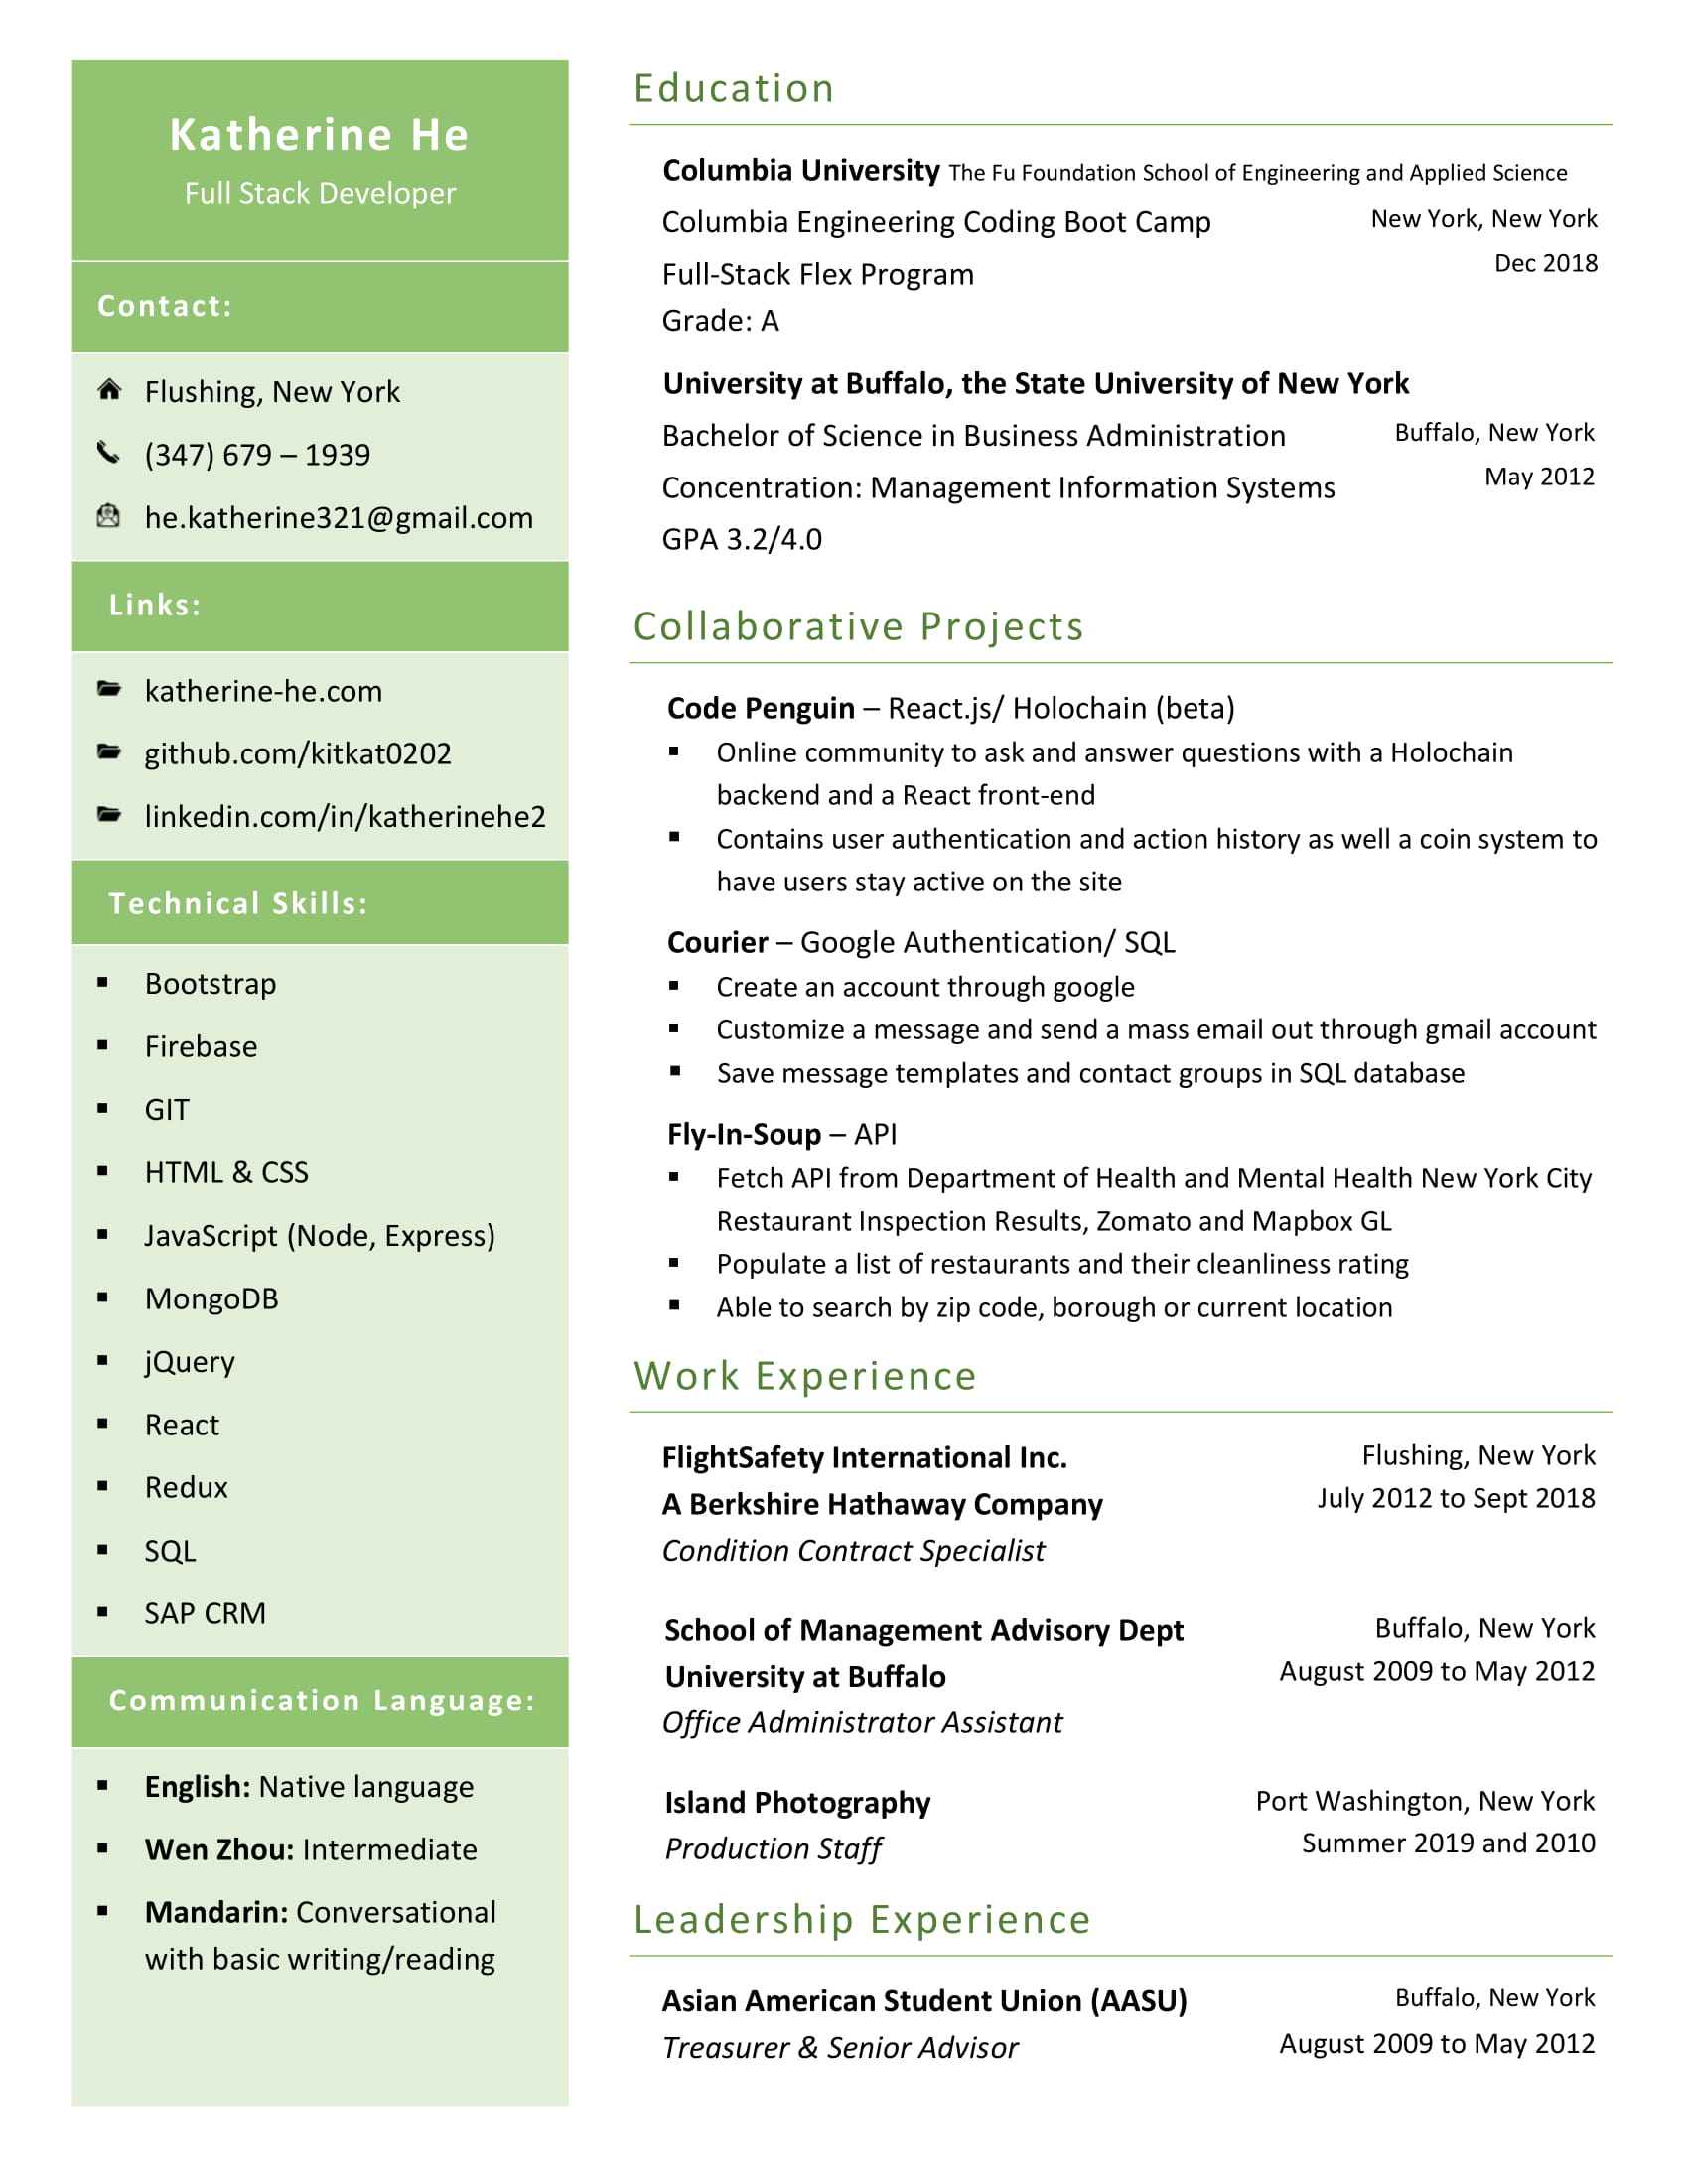 Katherine He
Full Stack Developer
Contact:
Flushing, New York
(347) 679 – 1939
he.katherine321@gmail.com
Links:
katherine-he.com
github.com/kitkat0202
linkedin.com/in/katherinehe2
Technical Skills:
▪ Bootstrap
▪ Firebase
▪ GIT
▪ HTML & CSS
▪ JavaScript (Node, Express)
▪ MongoDB
▪ jQuery
▪ React
▪ Redux
▪ SQL
▪ SAP CRM
Communication Language:
▪ English: Native language
▪ Wen Zhou: Intermediate
▪ Mandarin: Conversational
with basic writing/reading
Education
Columbia University The Fu Foundation School of Engineering and Applied Science
Columbia Engineering Coding Boot Camp New York, New York
Full-Stack Flex Program Dec 2018
Grade: A
University at Buffalo, the State University of New York
Bachelor of Science in Business Administration Buffalo, New York
Concentration: Management Information Systems May 2012
GPA 3.2/4.0
Collaborative Projects
Code Penguin – React.js/ Holochain (beta)
▪ Online community to ask and answer questions with a Holochain
backend and a React front-end
▪ Contains user authentication and action history as well a coin system to
have users stay active on the site
Courier – Google Authentication/ SQL
▪ Create an account through google
▪ Customize a message and send a mass email out through gmail account
▪ Save message templates and contact groups in SQL database
Fly-In-Soup – API
▪ Fetch API from Department of Health and Mental Health New York City
Restaurant Inspection Results, Zomato and Mapbox GL
▪ Populate a list of restaurants and their cleanliness rating
▪ Able to search by zip code, borough or current location
Work Experience
FlightSafety International Inc. Flushing, New York
A Berkshire Hathaway Company July 2012 to Sept 2018
Condition Contract Specialist
School of Management Advisory Dept Buffalo, New York
University at Buffalo August 2009 to May 2012
Office Administrator Assistant
Island Photography Port Washington, New York
Production Staff Summer 2019 and 2010
Leadership Experience
Asian American Student Union (AASU) Buffalo, New York
Treasurer & Senior Advisor August 2009 to May 2012